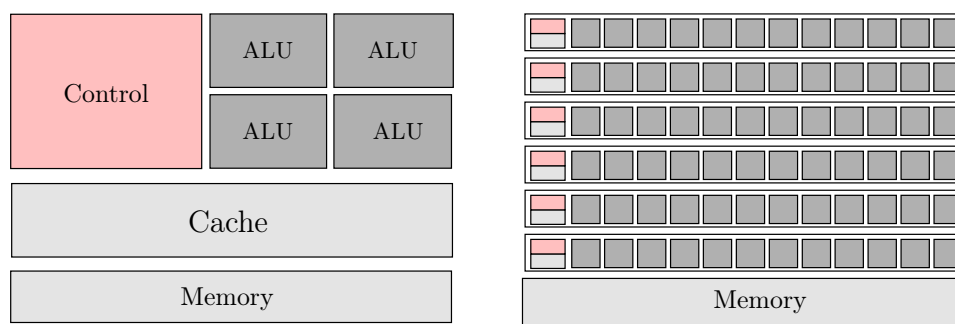 Control
ALU
ALU
ALU
ALU
Cache
Memory
Memory